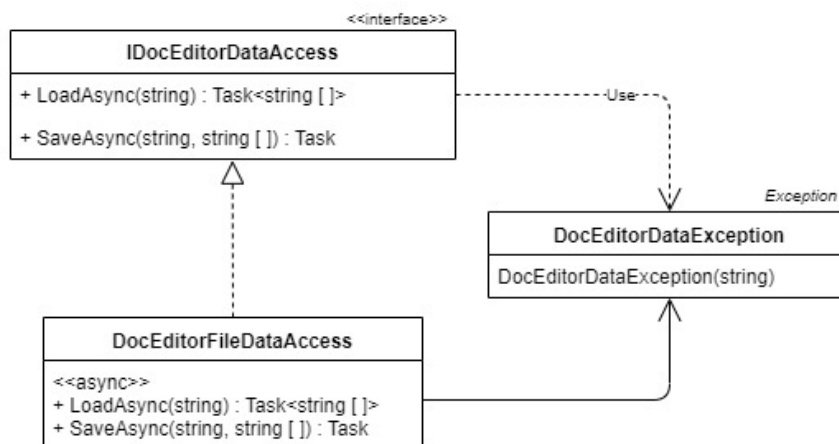 <<interface>>
IDocEditorDataAccess
+ LoadAsync(string) : Task<string [ ]>
+ SaveAsync(string, string [ ]) : Task
Use
Exception
DocEditorDataException
DocEditorDataException(string)
DocEditorFileDataAccess
<<async>>
+ LoadAsync(string) : Task<string [ ]>
+ SaveAsync(string, string [ ]) : Task